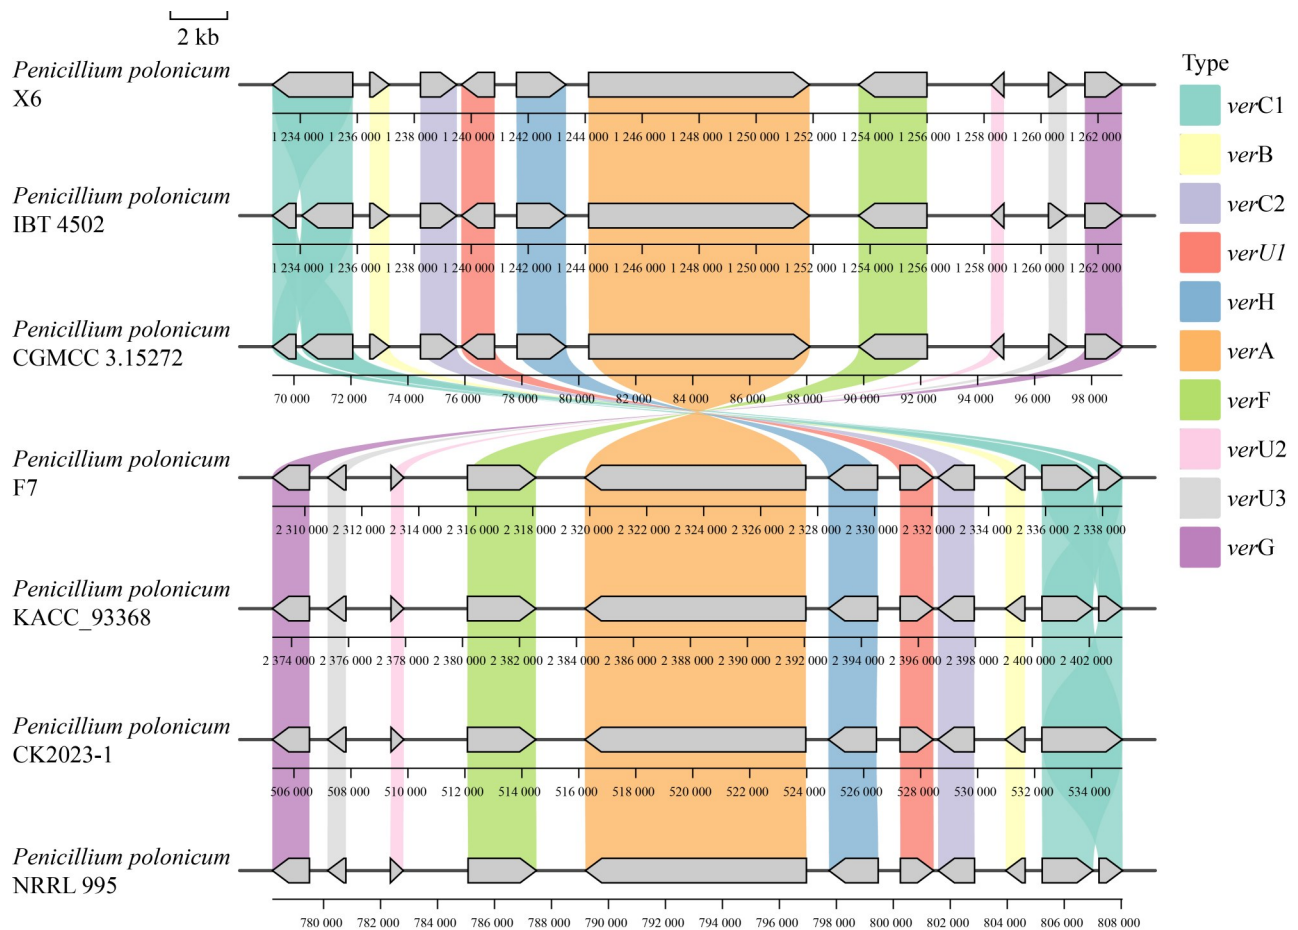 2 kb
Penicillium polonicum
X6
1 234 000 1 236 000 1 238 000 1 240 000 1 242 000 1 244 000 1 246 000 1 248 000 1 250 000 1 252 000 1 254 000 1 256 000 1 258 000 1 260 000 1 262 000
Penicillium polonicum
IBT 4502
1 234 000 1 236 000 1 238 000 1 240 000 1 242 000 1 244 000 1 246 000 1 248 000 1 250 000 1 252 000 1 254 000 1 256 000 1 258 000 1 260 000 1 262 000
Penicillium polonicum
CGMCC 3.15272
70 000 72 000 74 000 76 000 78 000 80 000 82 000 84 000 86 000 88 000 90 000 92 000 94 000 96 000 98 000
Penicillium polonicum
F7
2 310 000 2 312 000 2 314 000 2 316 000 2 318 000 2 320 000 2 322 000 2 324 000 2 326 000 2 328 000 2 330 000 2 332 000 2 334 000 2 336 000 2 338 000
Penicillium polonicum
KACC_93368
2 374 000 2 376 000 2 378 000 2 380 000 2 382 000 2 384 000 2 386 000 2 388 000 2 390 000 2 392 000 2 394 000 2 396 000 2 398 000 2 400 000 2 402 000
Penicillium polonicum
CK2023-1
506 000 508 000 510 000 512 000 514 000 516 000 518 000 520 000 522 000 524 000 526 000 528 000 530 000 532 000 534 000
Penicillium polonicum
NRRL 995
780 000 782 000 784 000 786 000 788 000 790 000 792 000 794 000 796 000 798 000 800 000 802 000 804 000 806 000 808 000
Type
verC1
verB
verC2
verU1
verH
verA
verF
verU2
verU3
verG